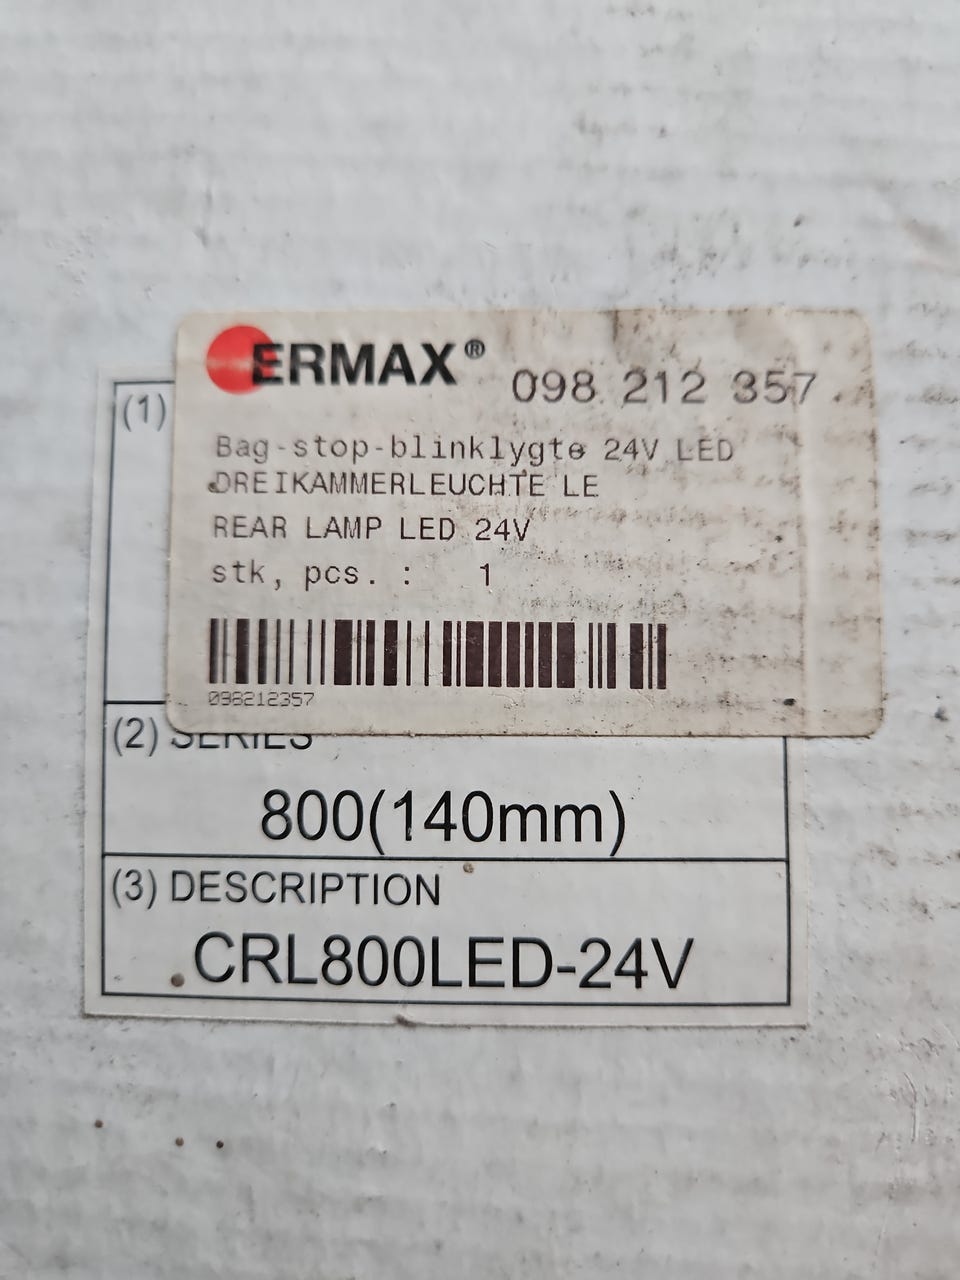 ERMAX®
098 212 357
Bag-stop-blinklygte 24V LED
DREIKAMMERLEUCHTE LE
REAR LAMP LED 24V
stk, pcs. : 1
098212357
(1)
(2) SERIES
800(140mm)
(3) DESCRIPTION
CRL800LED-24V